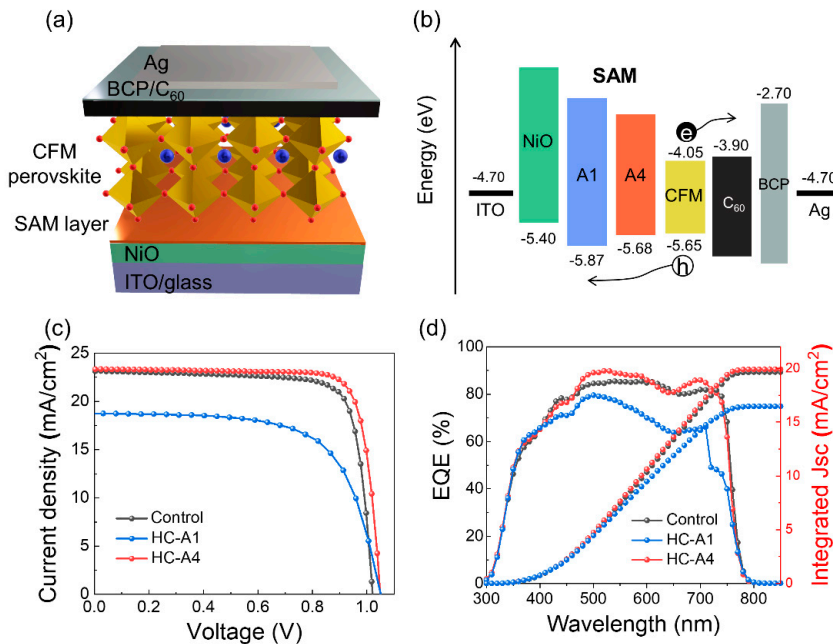 (a)
Ag
BCP/C60
CFM
perovskite
SAM layer
NiO
ITO/glass
(b)
Energy (eV)
SAM
-4.70
ITO
NiO
-5.40
A1
-5.87
A4
-5.68
e
-4.05
CFM
-5.65
h
-3.90
C60
-2.70
BCP
-4.70
Ag
(c)
Current density (mA/cm2)
25
20
15
10
5
0
Control
HC-A1
HC-A4
0.0 0.2 0.4 0.6 0.8 1.0
Voltage (V)
(d)
EQE (%)
100
80
60
40
20
0
Control
HC-A1
HC-A4
300 400 500 600 700 800
Wavelength (nm)
20
15
10
5
0
Integrated Jsc (mA/cm2)